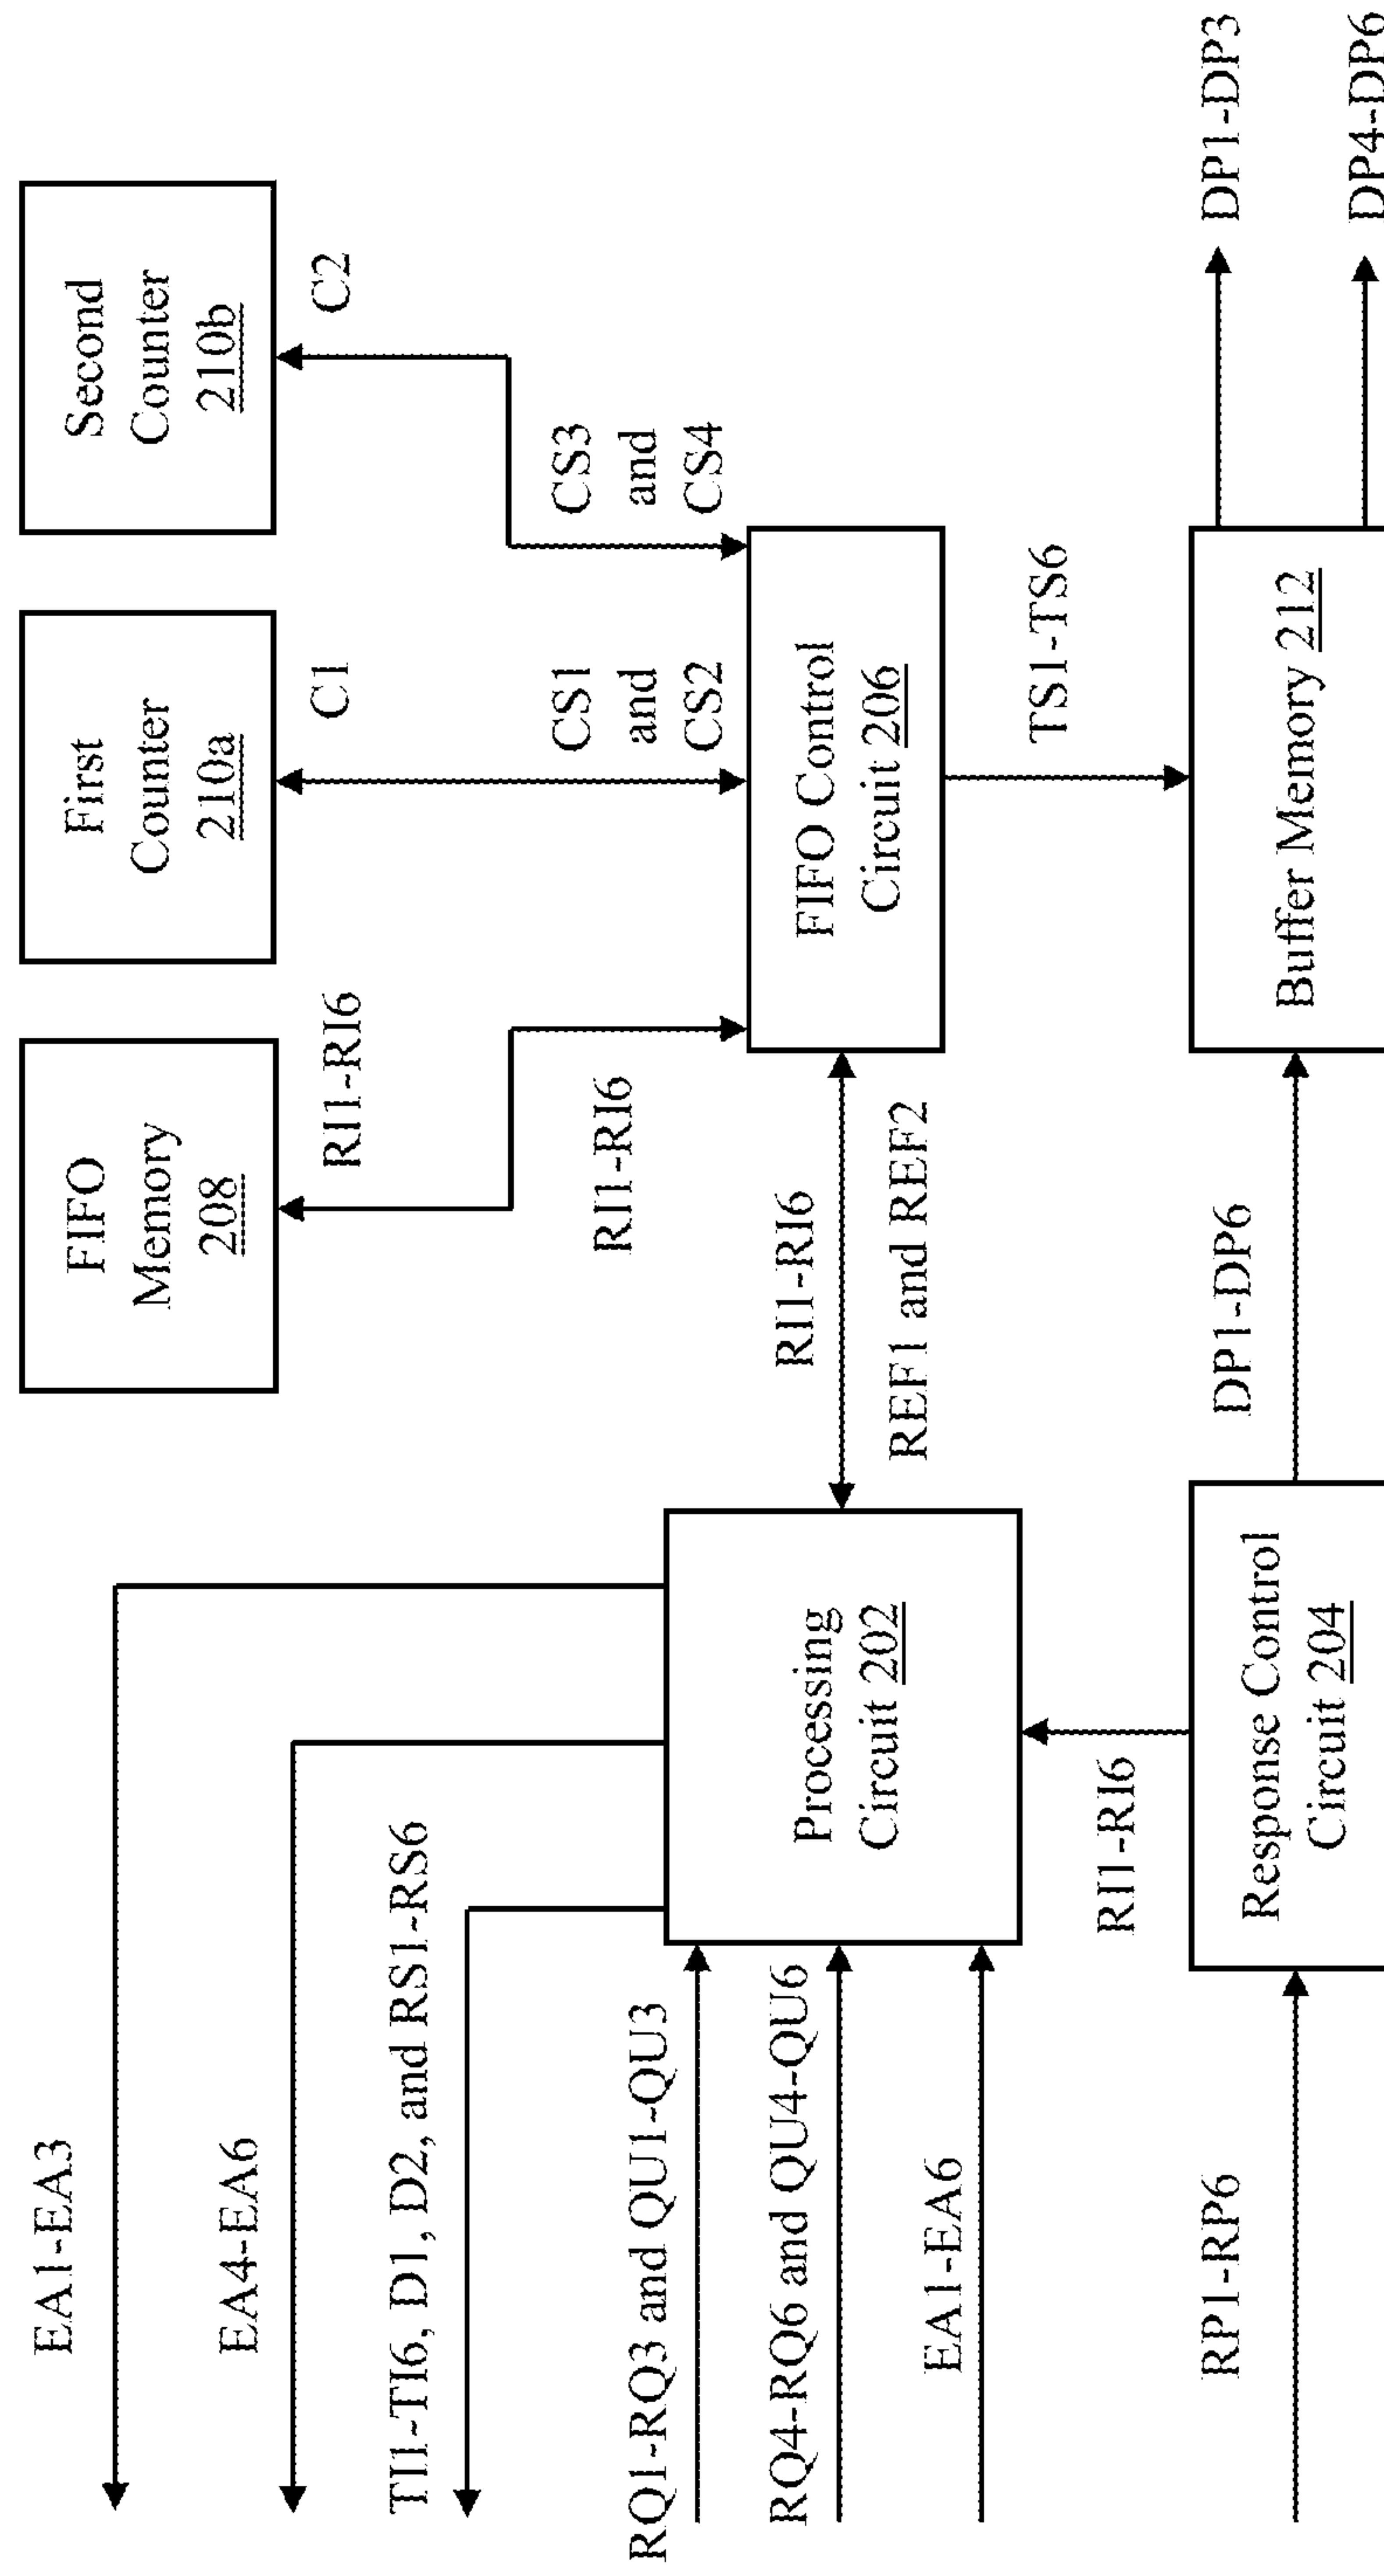 EA1-EA3
EA4-EA6
TI1-TI6, D1, D2, and RS1-RS6
RQ1-RQ3 and QU1-QU3
RQ4-RQ6 and QU4-QU6
EA1-EA6
RP1-RP6
Processing
Circuit 202
RI1-RI6
Response Control
Circuit 204
FIFO
Memory
208
RI1-RI6
RI1-RI6
RI1-RI6
REF1 and REF2
DP1-DP6
First
Counter
210a
C1
CS1
and
CS2
FIFO Control
Circuit 206
TS1-TS6
Buffer Memory 212
Second
Counter
210b
C2
CS3
and
CS4
DP1-DP3
DP4-DP6